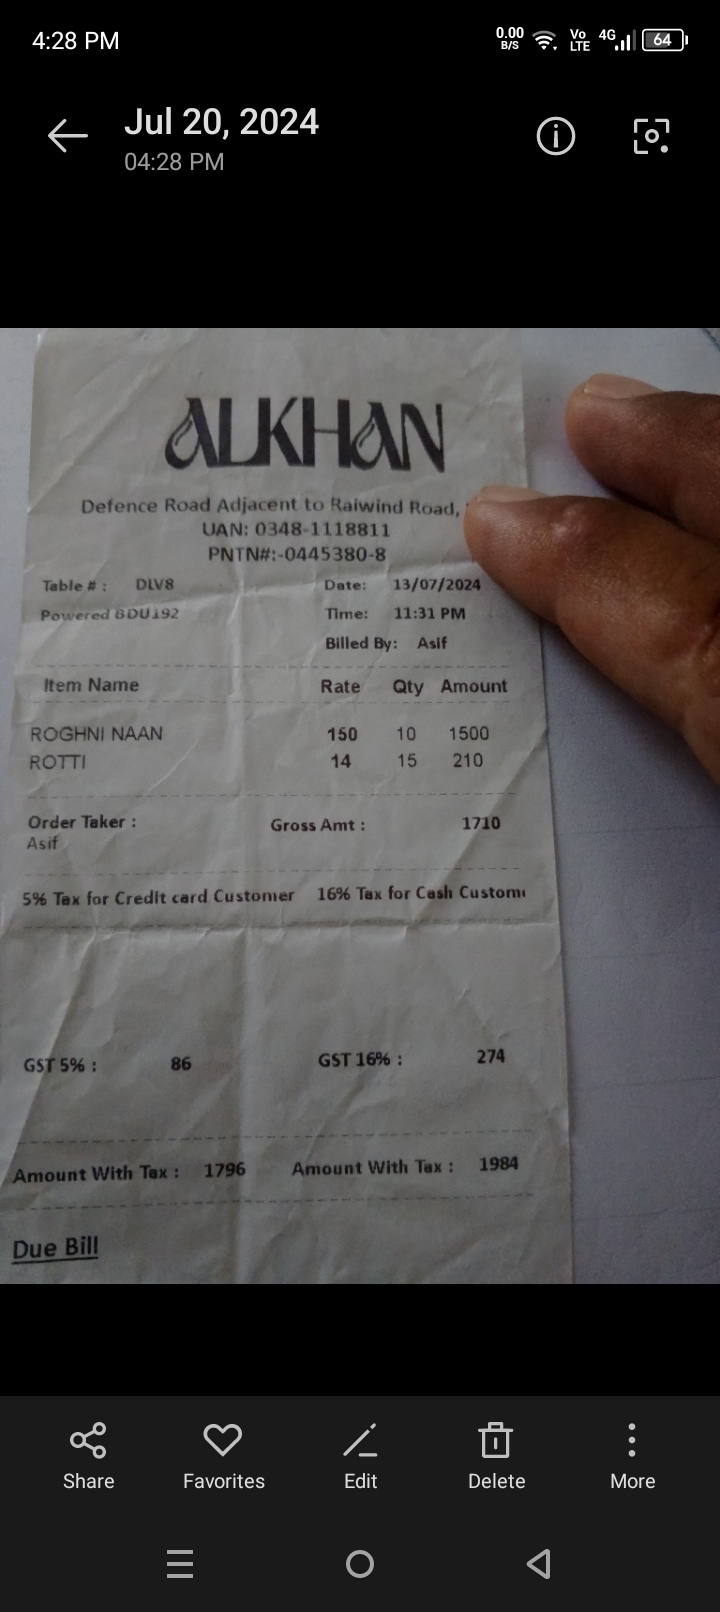 4:28 PM
0.00 B/S Vo LTE 4G 64
Jul 20, 2024
04:28 PM
ALKHAN
Defence Road Adjacent to Raiwind Road,
UAN: 0348-1118811
PNTN#:-0445380-8
Table # : DLV8 Date: 13/07/2024
Powered Time: 11:31 PM
Billed By: Asif
Item Name Rate Qty Amount
ROGHNI NAAN 150 10 1500
ROTTI 14 15 210
Order Taker : Gross Amt : 1710
Asif
5% Tax for Credit card Customer 16% Tax for Cash
GST 5% : 86 GST 16% : 274
Amount With Tax : 1796 Amount With Tax : 1984
Due Bill
Share Favorites Edit Delete More